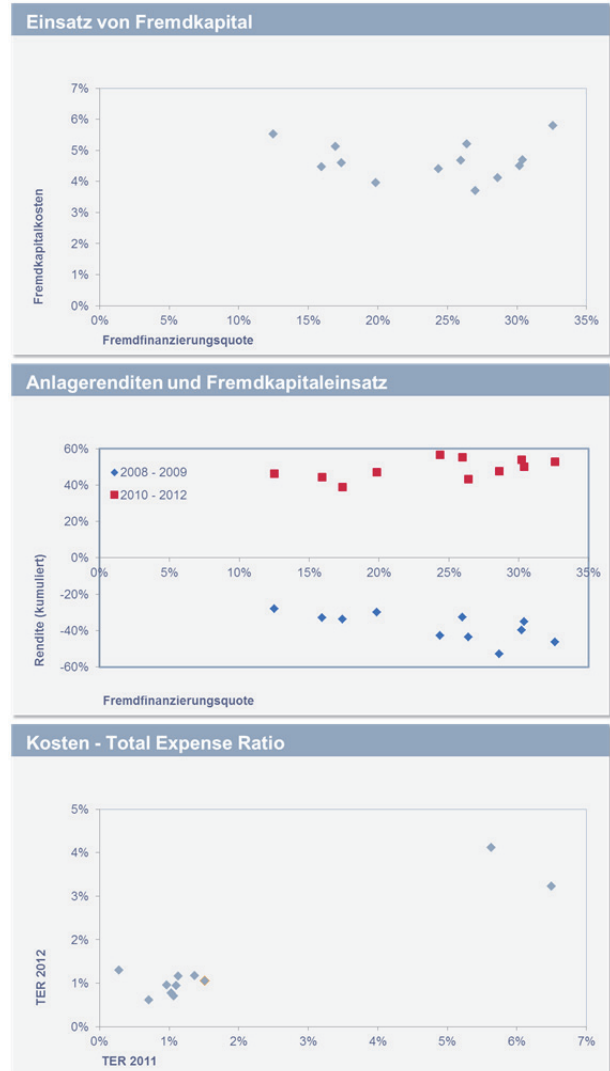 Einsatz von Fremdkapital
7%
6%
5%
4%
3%
2%
1%
0%
Fremdkapitalkosten
0% 5% 10% 15% 20% 25% 30% 35%
Fremdfinanzierungsquote
Anlagerenditen und Fremdkapitaleinsatz
60%
40%
20%
0%
-20%
-40%
-60%
Rendite (kumuliert)
2008 - 2009
2010 - 2012
0% 5% 10% 15% 20% 25% 30% 35%
Fremdfinanzierungsquote
Kosten - Total Expense Ratio
5%
4%
3%
2%
1%
0%
TER 2012
0% 1% 2% 3% 4% 5% 6% 7%
TER 2011